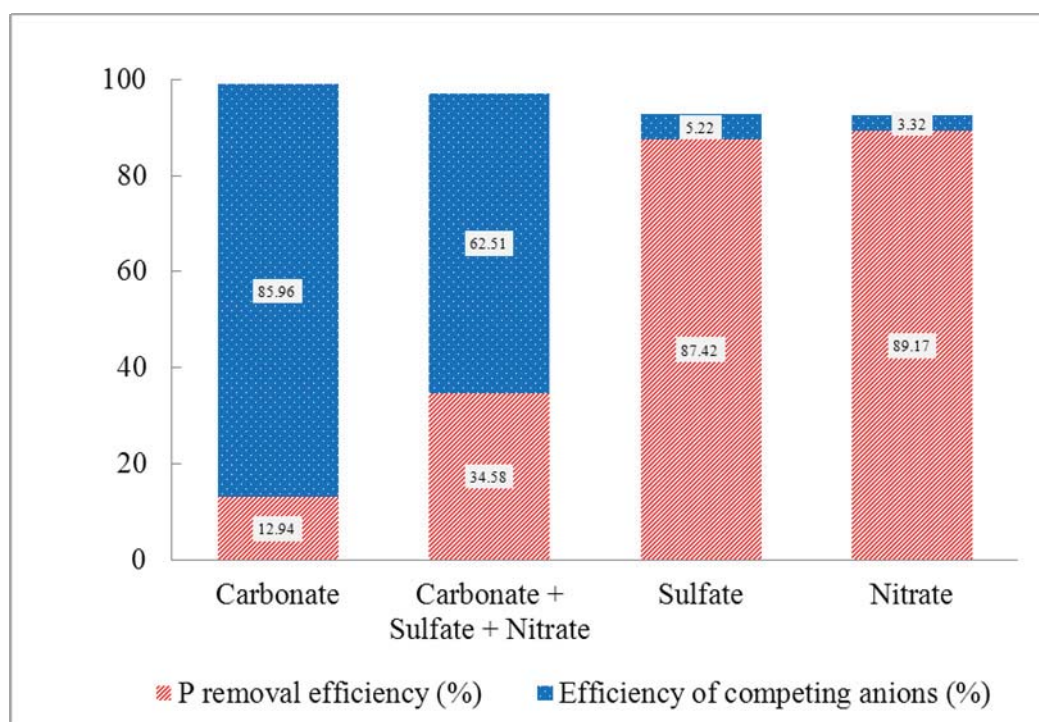 100
80
60
40
20
0
85.96
12.94
62.51
34.58
5.22
87.42
3.32
89.17
Carbonate
Carbonate +
Sulfate + Nitrate
Sulfate
Nitrate
P removal efficiency (%)
Efficiency of competing anions (%)